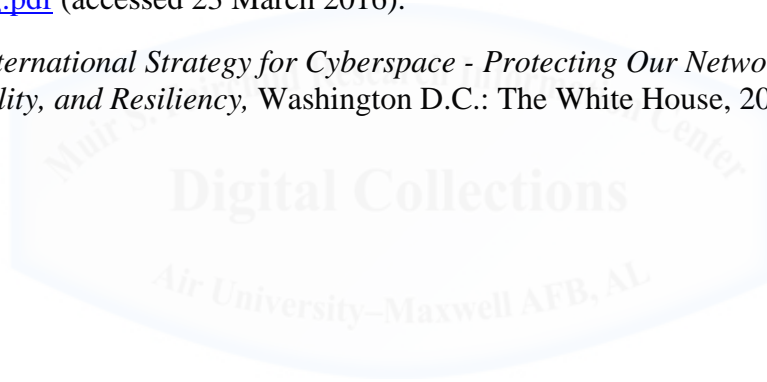 .pdf (accessed 23 March 2016).
ternational Strategy for Cyberspace - Protecting Our Netwo
lity, and Resiliency, Washington D.C.: The White House, 20
Muir S. Fairchild Research Information Center
Digital Collections
Air University–Maxwell AFB, AL